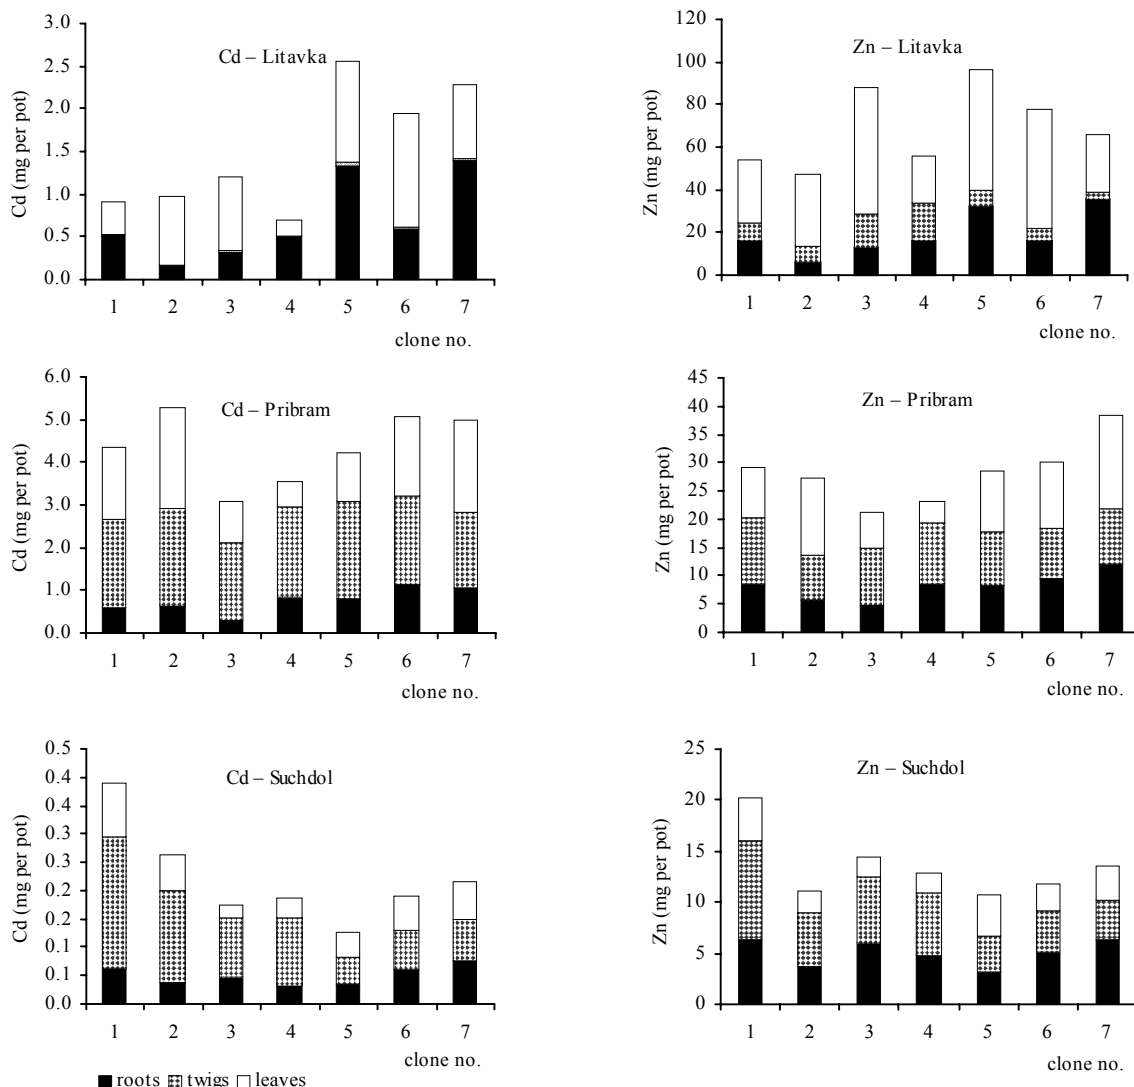 Cd – Litavka
Cd (mg per pot)
3.0
2.5
2.0
1.5
1.0
0.5
0.0
1 2 3 4 5 6 7
clone no.
Zn – Litavka
Zn (mg per pot)
120
100
80
60
40
20
0
1 2 3 4 5 6 7
clone no.
Cd – Pribram
Cd (mg per pot)
6.0
5.0
4.0
3.0
2.0
1.0
0.0
1 2 3 4 5 6 7
clone no.
Zn – Pribram
Zn (mg per pot)
45
40
35
30
25
20
15
10
5
0
1 2 3 4 5 6 7
clone no.
Cd – Suchdol
Cd (mg per pot)
0.5
0.4
0.4
0.3
0.3
0.2
0.2
0.1
0.1
0.0
1 2 3 4 5 6 7
clone no.
Zn – Suchdol
Zn (mg per pot)
25
20
15
10
5
0
1 2 3 4 5 6 7
clone no.
roots twigs leaves